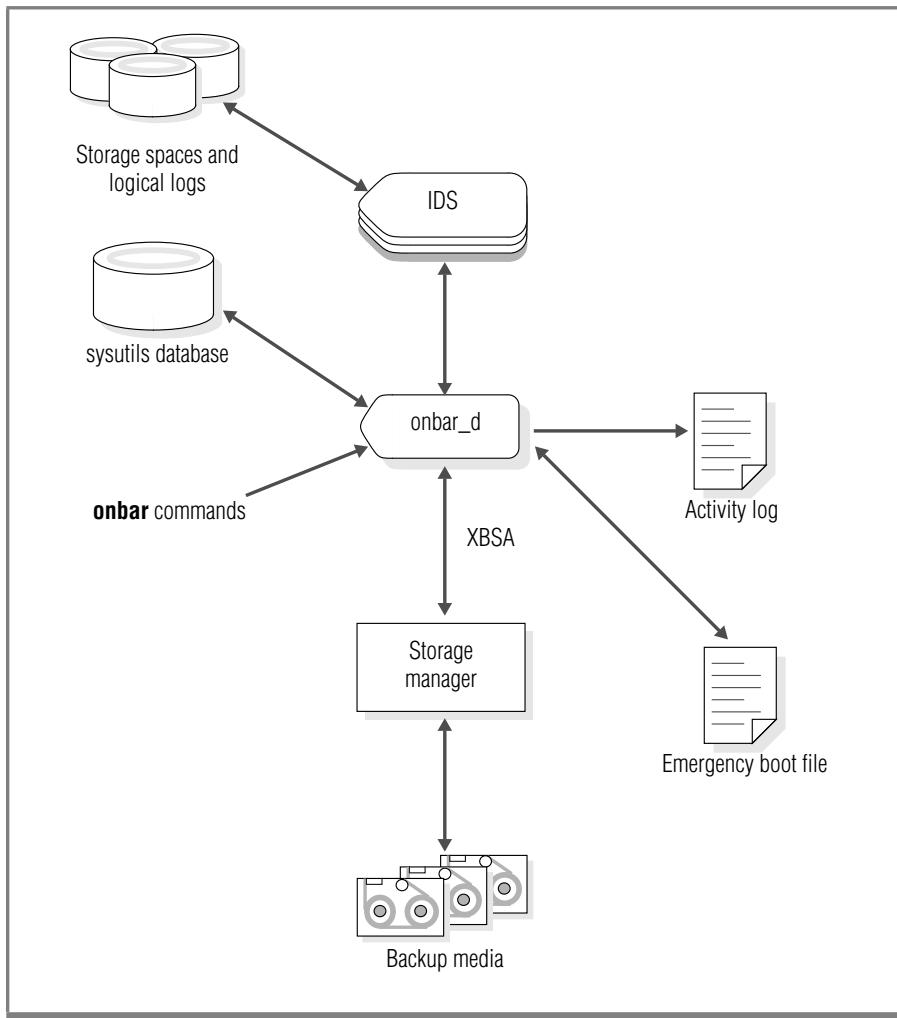 Storage spaces and
logical logs
IDS
sysutils database
onbar_d
onbar commands
Activity log
XBSA
Storage
manager
Emergency boot file
Backup media